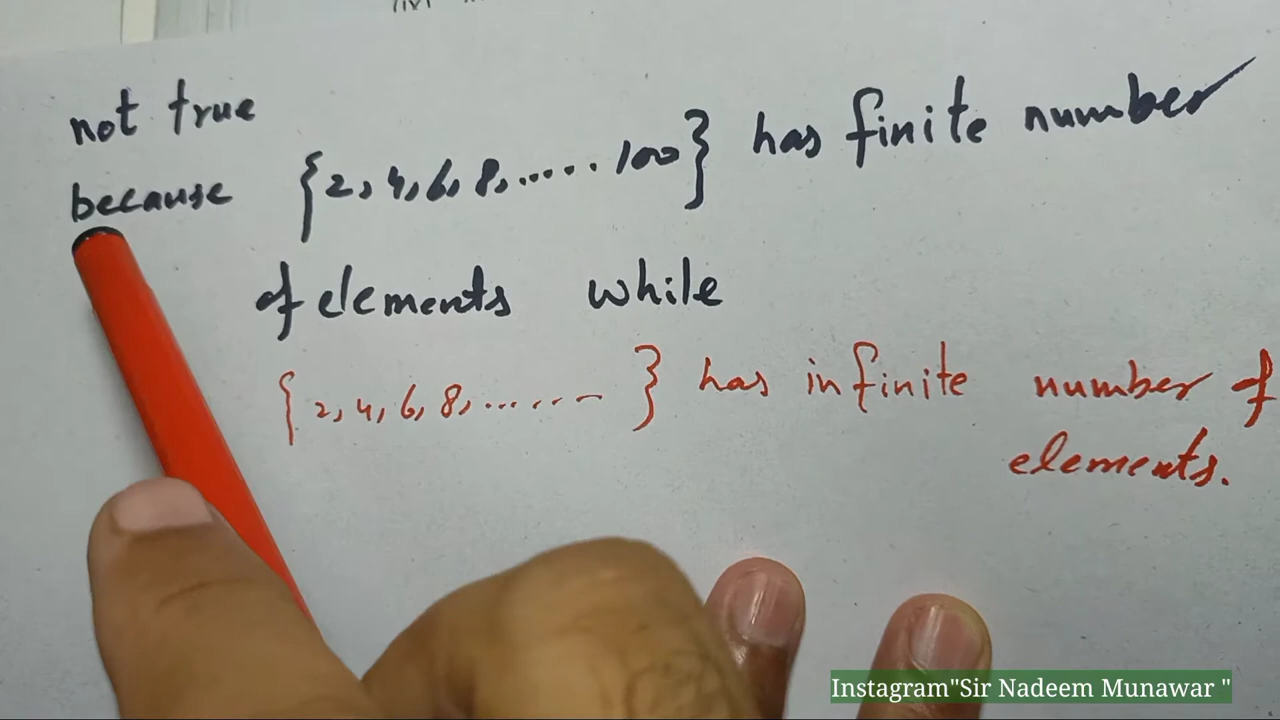 not true
because {2, 4, 6, 8, ..... 100} has finite number
of elements while
{2, 4, 6, 8, ....... } has infinite number of
elements.
Instagram"Sir Nadeem Munawar "